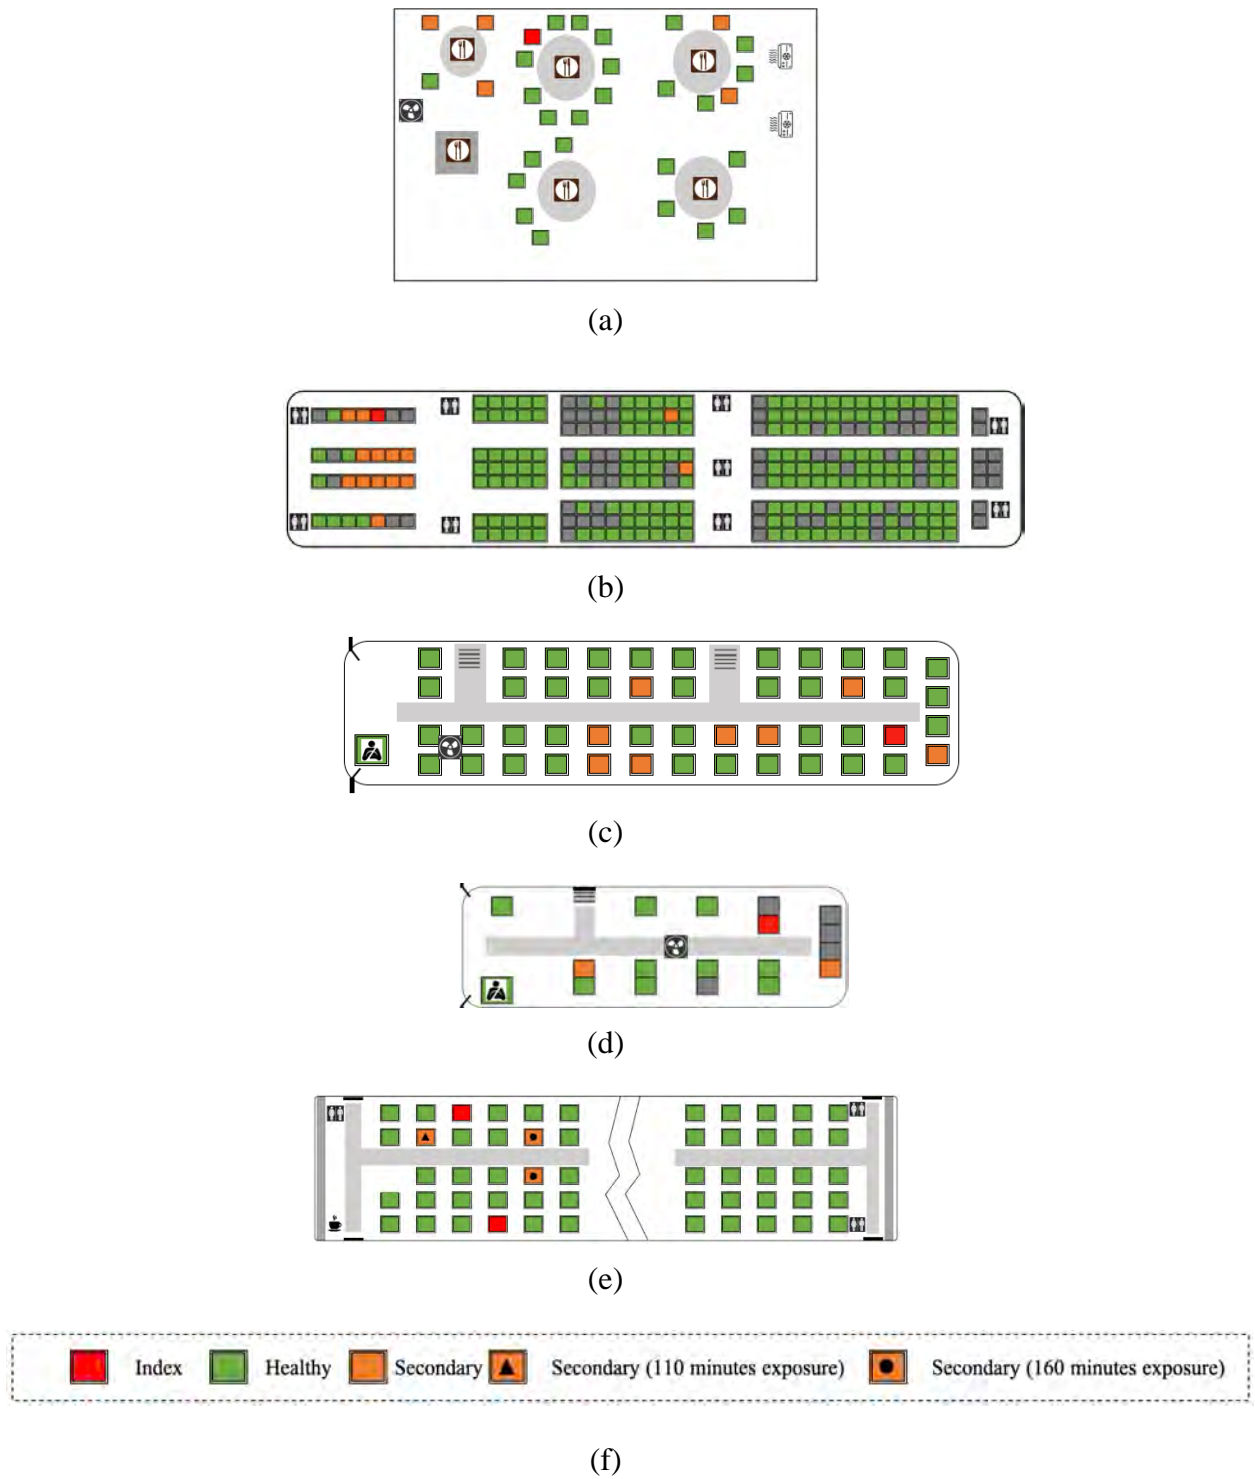 (a)
(b)
(c)
(d)
(e)
Index Healthy Secondary Secondary (110 minutes exposure) Secondary (160 minutes exposure)
(f)